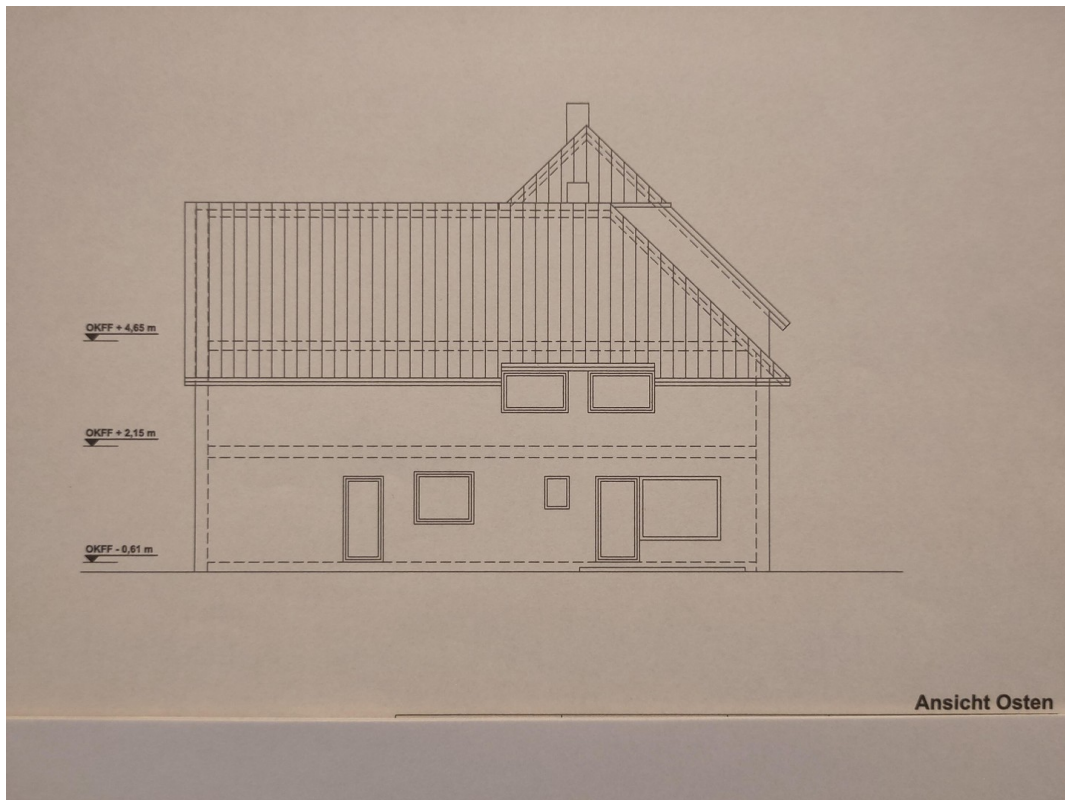 OKFF + 4,65 m
OKFF + 2,15 m
OKFF - 0,61 m
Ansicht Osten